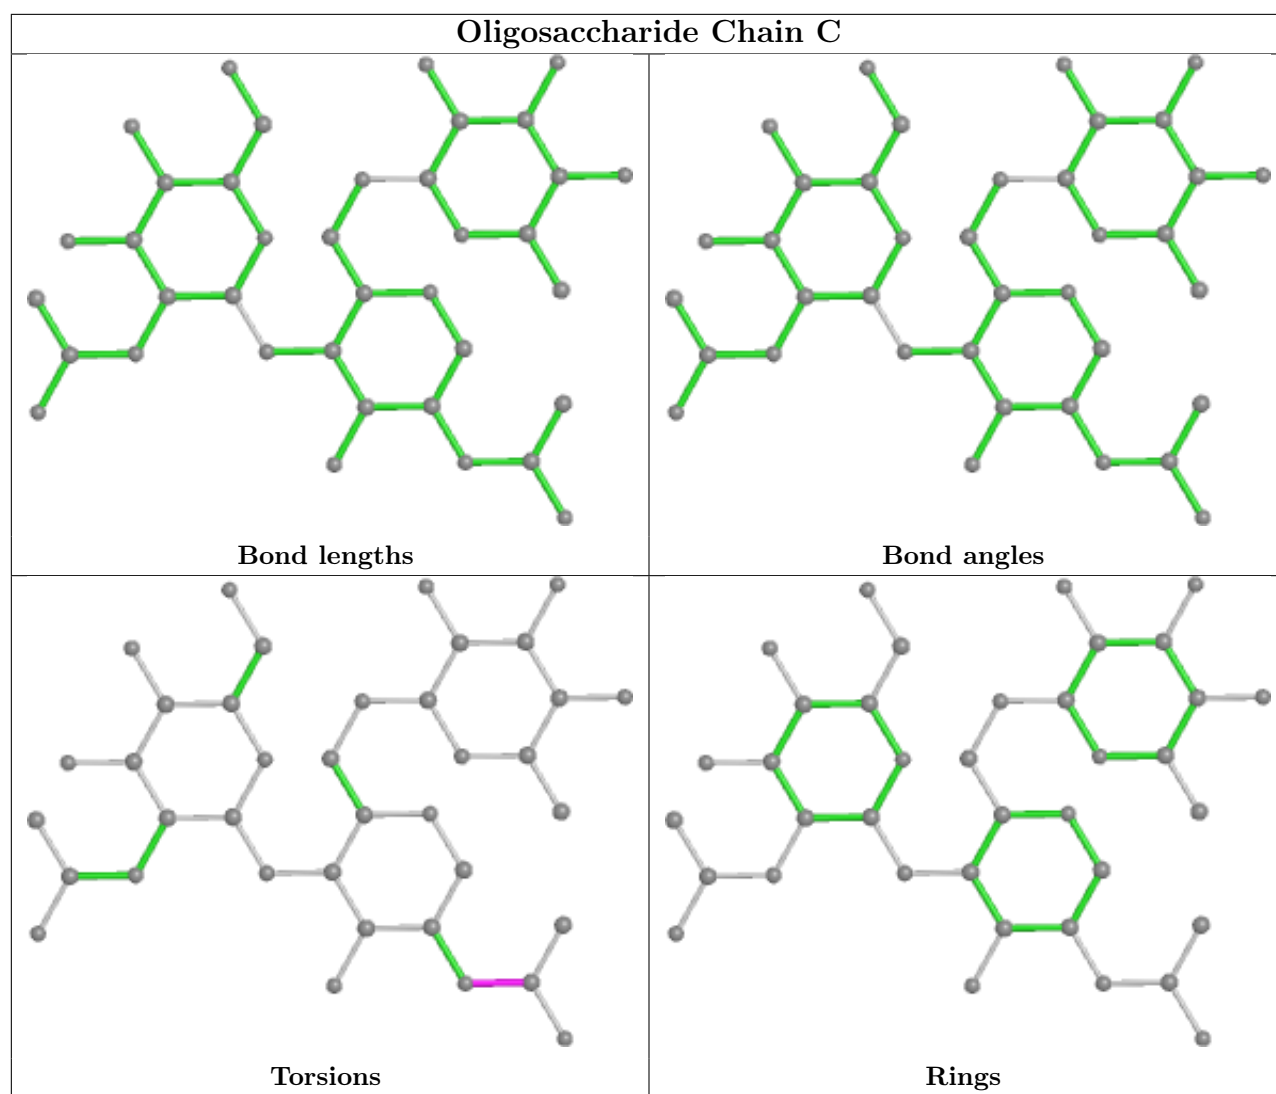 Oligosaccharide Chain C
Bond lengths
Bond angles
Torsions
Rings